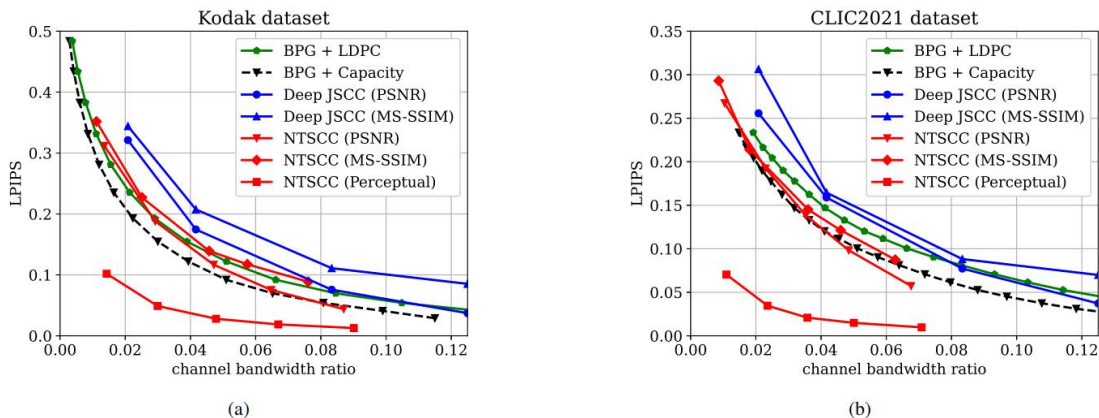 Kodak dataset
0.5
0.4
0.3
0.2
0.1
0.0
LPIPS
BPG + LDPC
BPG + Capacity
Deep JSCC (PSNR)
Deep JSCC (MS-SSIM)
NTSCC (PSNR)
NTSCC (MS-SSIM)
NTSCC (Perceptual)
0.00 0.02 0.04 0.06 0.08 0.10 0.12
channel bandwidth ratio
(a)
CLIC2021 dataset
0.35
0.30
0.25
0.20
0.15
0.10
0.05
0.00
LPIPS
BPG + LDPC
BPG + Capacity
Deep JSCC (PSNR)
Deep JSCC (MS-SSIM)
NTSCC (PSNR)
NTSCC (MS-SSIM)
NTSCC (Perceptual)
0.00 0.02 0.04 0.06 0.08 0.10 0.12
channel bandwidth ratio
(b)